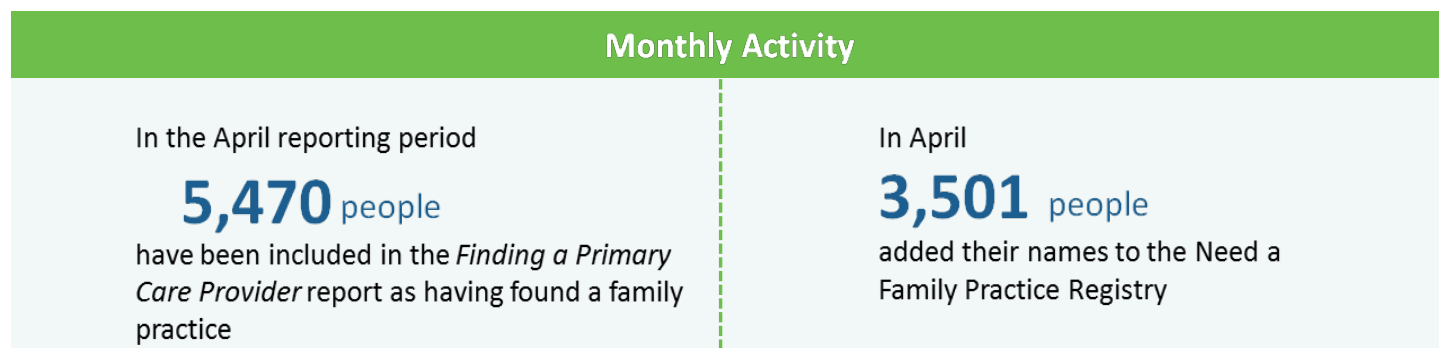 Monthly Activity
In the April reporting period
5,470 people
have been included in the Finding a Primary
Care Provider report as having found a family
practice
In April
3,501 people
added their names to the Need a
Family Practice Registry